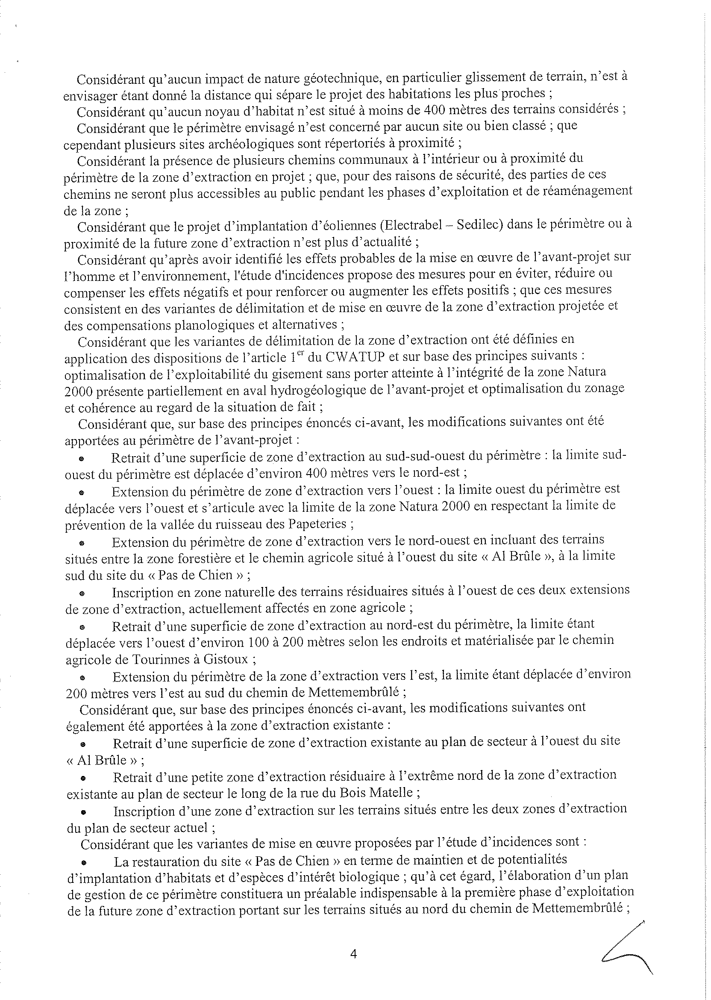 Considérant qu'aucun impact de nature géotechnique, en particulier glissement de terrain, n'est à
envisager étant donné la distance qui sépare le projet des habitations les plus proches ;
Considérant qu'aucun noyau d'habitat n'est situé à moins de 400 mètres des terrains considérés ;
Considérant que le périmètre envisagé n'est concerné par aucun site ou bien classé ; que
cependant plusieurs sites archéologiques sont répertoriés à proximité ;
Considérant la présence de plusieurs chemins communaux à l'intérieur ou à proximité du
périmètre de la zone d'extraction en projet ; que, pour des raisons de sécurité, des parties de ces
chemins ne seront plus accessibles au public pendant les phases d'exploitation et de réaménagement
de la zone ;
Considérant que le projet d'implantation d'éoliennes (Electrabel – Sedilec) dans le périmètre ou à
proximité de la future zone d'extraction n'est plus d'actualité ;
Considérant qu'après avoir identifié les effets probables de la mise en œuvre de l'avant-projet sur
l'homme et l'environnement, l'étude d'incidences propose des mesures pour en éviter, réduire ou
compenser les effets négatifs et pour renforcer ou augmenter les effets positifs ; que ces mesures
consistent en des variantes de délimitation et de mise en œuvre de la zone d'extraction projetée et
des compensations planologiques et alternatives ;
Considérant que les variantes de délimitation de la zone d'extraction ont été définies en
application des dispositions de l'article 1er du CWATUP et sur base des principes suivants :
optimalisation de l'exploitabilité du gisement sans porter atteinte à l'intégrité de la zone Natura
2000 présente partiellement en aval hydrogéologique de l'avant-projet et optimalisation du zonage
et cohérence au regard de la situation de fait ;
Considérant que, sur base des principes énoncés ci-avant, les modifications suivantes ont été
apportées au périmètre de l'avant-projet :
• Retrait d'une superficie de zone d'extraction au sud-sud-ouest du périmètre : la limite sud-
ouest du périmètre est déplacée d'environ 400 mètres vers le nord-est ;
• Extension du périmètre de zone d'extraction vers l'ouest : la limite ouest du périmètre est
déplacée vers l'ouest et s'articule avec la limite de la zone Natura 2000 en respectant la limite de
prévention de la vallée du ruisseau des Papeteries ;
• Extension du périmètre de zone d'extraction vers le nord-ouest en incluant des terrains
situés entre la zone forestière et le chemin agricole situé à l'ouest du site « Al Brûle », à la limite
sud du site du « Pas de Chien » ;
• Inscription en zone naturelle des terrains résiduaires situés à l'ouest de ces deux extensions
de zone d'extraction, actuellement affectés en zone agricole ;
• Retrait d'une superficie de zone d'extraction au nord-est du périmètre, la limite étant
déplacée vers l'ouest d'environ 100 à 200 mètres selon les endroits et matérialisée par le chemin
agricole de Tourinnes à Gistoux ;
• Extension du périmètre de la zone d'extraction vers l'est, la limite étant déplacée d'environ
200 mètres vers l'est au sud du chemin de Mettemembrûlé ;
Considérant que, sur base des principes énoncés ci-avant, les modifications suivantes ont
également été apportées à la zone d'extraction existante :
• Retrait d'une superficie de zone d'extraction existante au plan de secteur à l'ouest du site
« Al Brûle » ;
• Retrait d'une petite zone d'extraction résiduaire à l'extrême nord de la zone d'extraction
existante au plan de secteur le long de la rue du Bois Matelle ;
• Inscription d'une zone d'extraction sur les terrains situés entre les deux zones d'extraction
du plan de secteur actuel ;
Considérant que les variantes de mise en œuvre proposées par l'étude d'incidences sont :
• La restauration du site « Pas de Chien » en terme de maintien et de potentialités
d'implantation d'habitats et d'espèces d'intérêt biologique ; qu'à cet égard, l'élaboration d'un plan
de gestion de ce périmètre constituera un préalable indispensable à la première phase d'exploitation
de la future zone d'extraction portant sur les terrains situés au nord du chemin de Mettemembrûlé ;
4